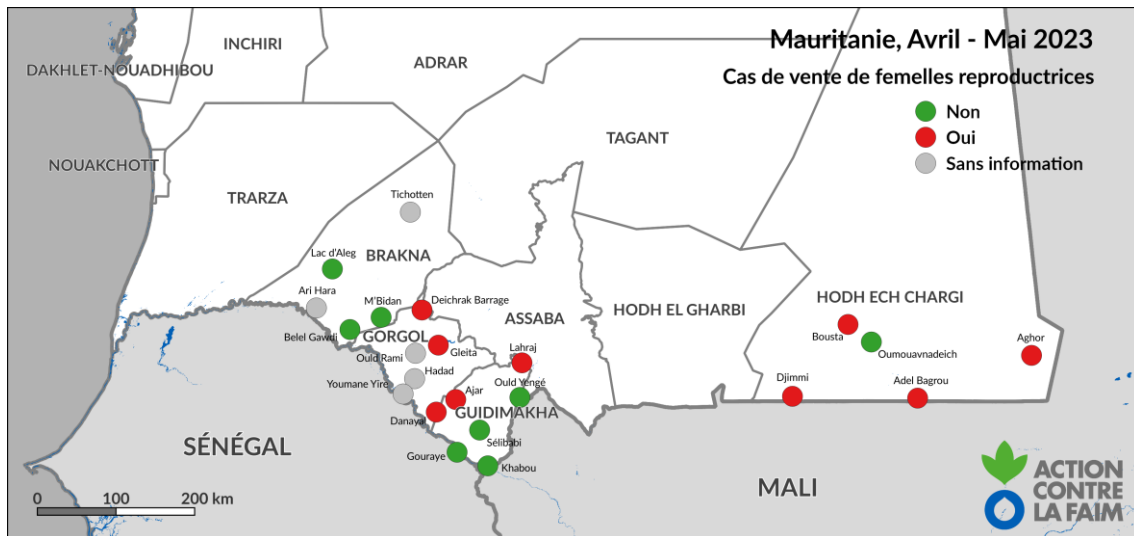 Mauritanie, Avril - Mai 2023
Cas de vente de femelles reproductrices
Non
Oui
Sans information
INCHIRI
DAKHLET-NOUADHIBOU
ADRAR
TAGANT
NOUAKCHOTT
TRARZA
Tichotten
Lac d'Aleg
BRAKNA
Ari Hara
M'Bidan
Deichrak Barrage
HODH ECH CHARGI
HODH EL GHARBI
ASSABA
Belel Gawdi
GORGOL
Gleita
Bousta
Oumouavnadeich
Aghor
Ould Rami
Lahraj
Hadad
Youmane Yire
Ajar
Ould Yengé
Djimmi
Adel Bagrou
Danayal
GUIDIMAKHA
Sélibabi
Gouraye
Khabou
SÉNÉGAL
MALI
0 100 200 km
ACTION
CONTRE
LA FAIM